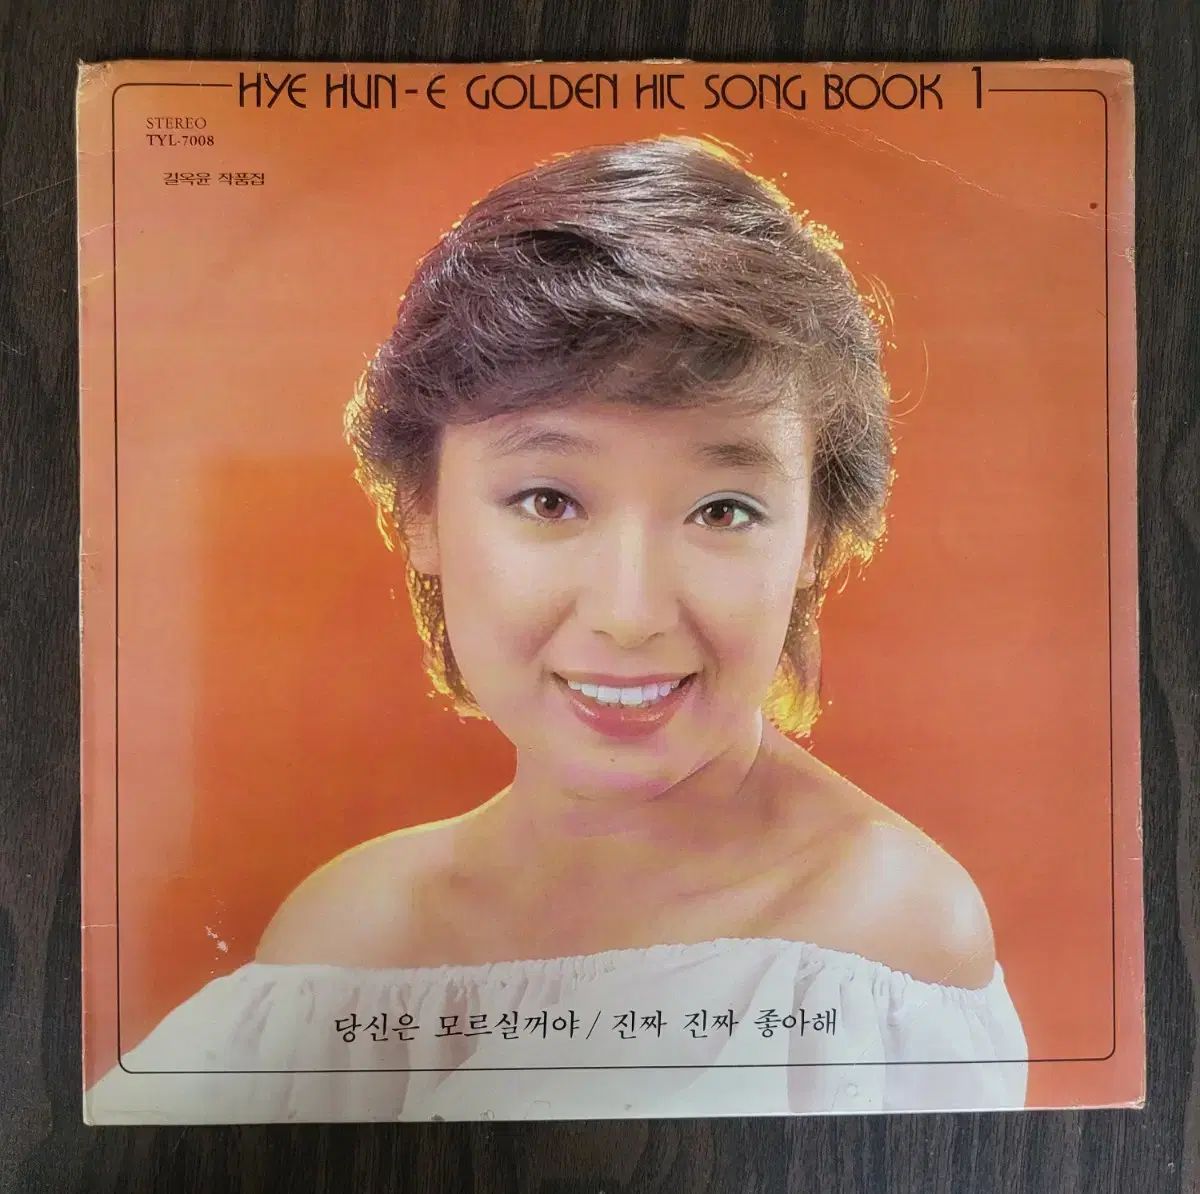 HYE HUN-E GOLDEN HIT SONG BOOK 1
STEREO
TYL-7008
길옥윤 작품집
당신은 모르실꺼야 / 진짜 진짜 좋아해